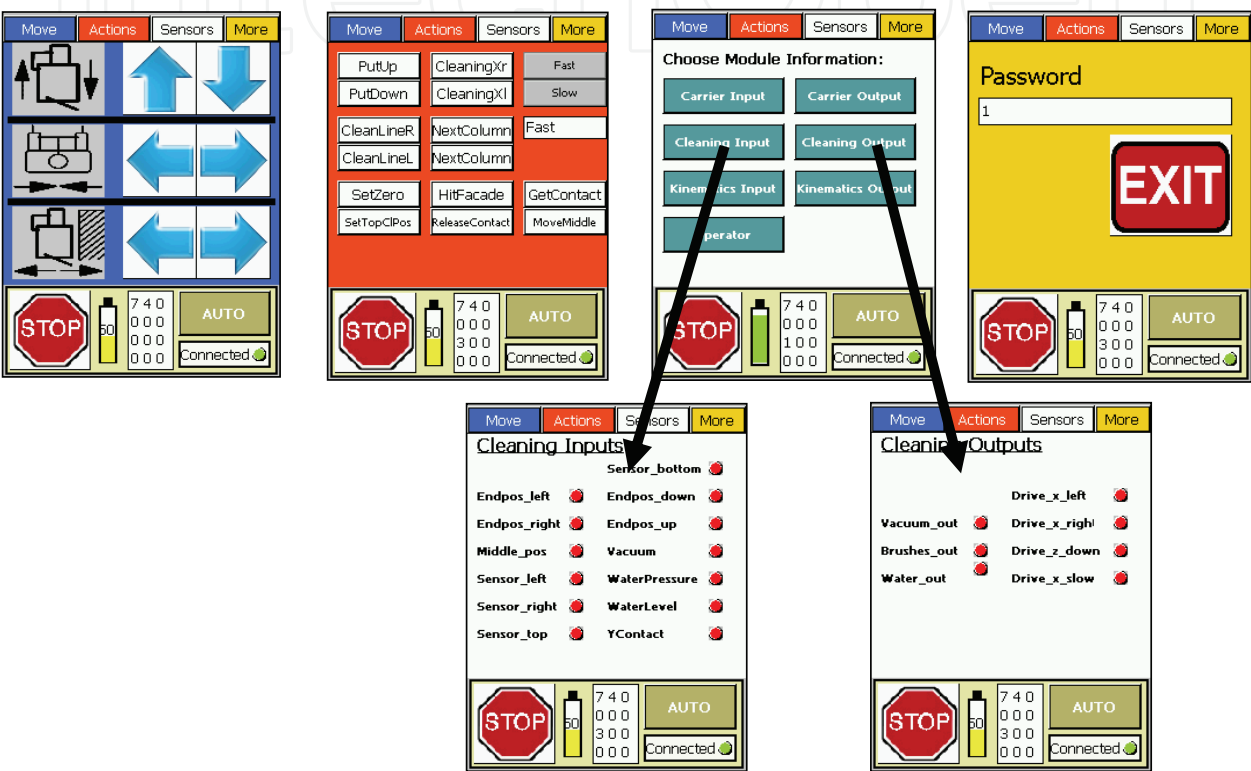 Move Actions Sensors More
STOP
50
7 4 0
0 0 0
0 0 0
0 0 0
AUTO
Connected
Move Actions Sensors More
PutUp CleaningXr Fast
PutDown CleaningXl Slow
CleanLineR NextColumn Fast
CleanLineL NextColumn
SetZero HitFacade GetContact
SetTopClPos ReleaseContact MoveMiddle
STOP
50
7 4 0
0 0 0
3 0 0
0 0 0
AUTO
Connected
Move Actions Sensors More
Choose Module Information:
Carrier Input Carrier Output
Cleaning Input Cleaning Output
Kinematics Input Kinematics Output
Operator
STOP
7 4 0
0 0 0
1 0 0
0 0 0
AUTO
Connected
Move Actions Sensors More
Password
1
EXIT
STOP
50
7 4 0
0 0 0
3 0 0
0 0 0
AUTO
Connected
Move Actions Sensors More
Cleaning Inputs
Sensor_bottom
Endpos_left Endpos_down
Endpos_right Endpos_up
Middle_pos Vacuum
Sensor_left WaterPressure
Sensor_right WaterLevel
Sensor_top YContact
STOP
50
7 4 0
0 0 0
3 0 0
0 0 0
AUTO
Connected
Move Actions Sensors More
Cleaning Outputs
Drive_x_left
Vacuum_out Drive_x_righ
Brushes_out Drive_z_down
Water_out Drive_x_slow
STOP
50
7 4 0
0 0 0
3 0 0
0 0 0
AUTO
Connected